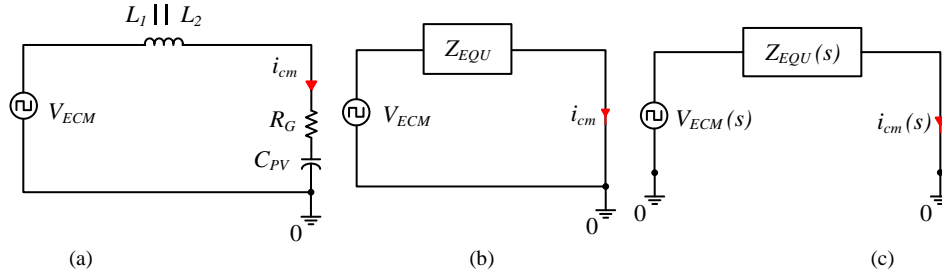 L1 || L2
icm
VECM
RG
CPV
0
(a)
ZEQU
VECM
icm
0
(b)
ZEQU(s)
VECM(s)
icm(s)
0
0
(c)